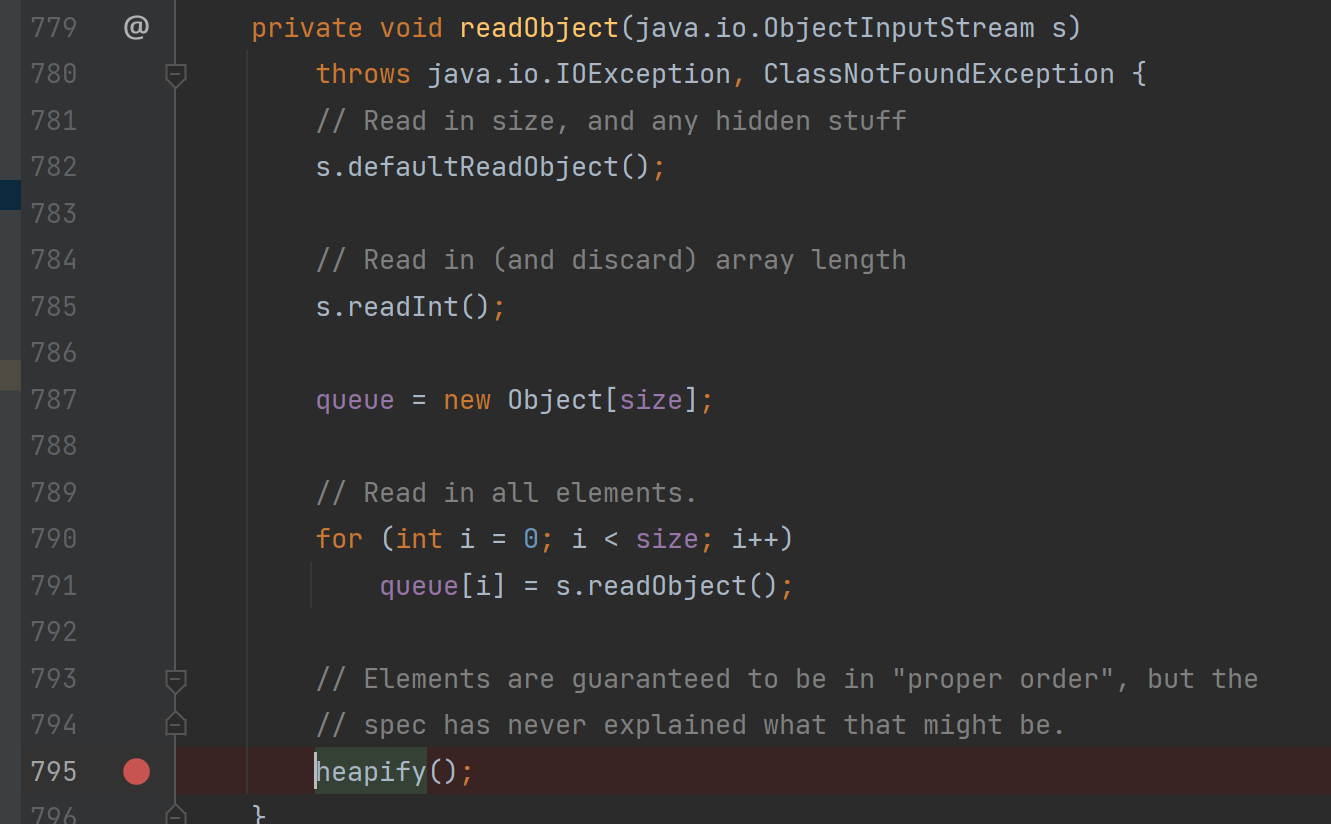 779 @ private void readObject(java.io.ObjectInputStream s)
780 throws java.io.IOException, ClassNotFoundException {
781 // Read in size, and any hidden stuff
782 s.defaultReadObject();
783
784 // Read in (and discard) array length
785 s.readInt();
786
787 queue = new Object[size];
788
789 // Read in all elements.
790 for (int i = 0; i < size; i++)
791 queue[i] = s.readObject();
792
793 // Elements are guaranteed to be in "proper order", but the
794 // spec has never explained what that might be.
795 heapify();
796 }